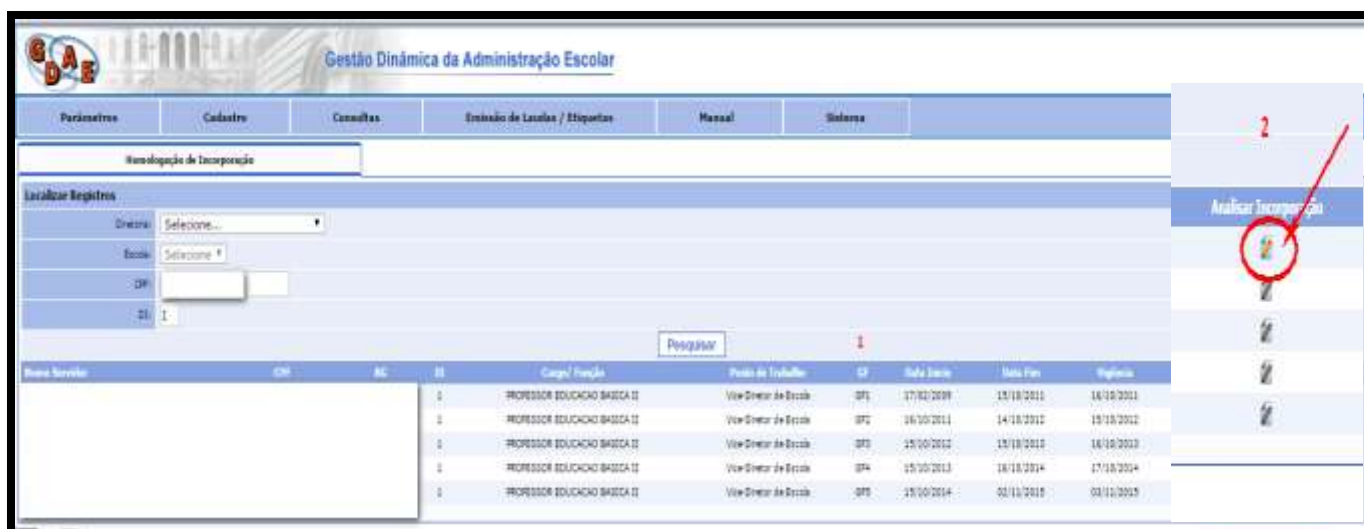 GDAE
Gestão Dinâmica da Administração Escolar
Parâmetros Cadastro Consultas Emissão de Laudas / Etiquetas Manual Sistema
2
Homologação de Incorporação
Localizar Registros
Analisar Incorporação
Diretoria: Selecione...
Escola: Selecione
CPF:
DI: 1
Pesquisar 1
Nome Servidor CPF RG DI Cargo/ Função Posto de Trabalho GF Data Início Data Fim Vigência
1 PROFESSOR EDUCACAO BASICA II Vice-Diretor de Escola GF1 17/02/2009 15/10/2011 16/10/2011
1 PROFESSOR EDUCACAO BASICA II Vice-Diretor de Escola GF2 16/10/2011 14/10/2012 15/10/2012
1 PROFESSOR EDUCACAO BASICA II Vice-Diretor de Escola GF3 15/10/2012 15/10/2013 16/10/2013
1 PROFESSOR EDUCACAO BASICA II Vice-Diretor de Escola GF4 15/10/2013 16/10/2014 17/10/2014
1 PROFESSOR EDUCACAO BASICA II Vice-Diretor de Escola GF5 15/10/2014 02/11/2015 03/11/2015